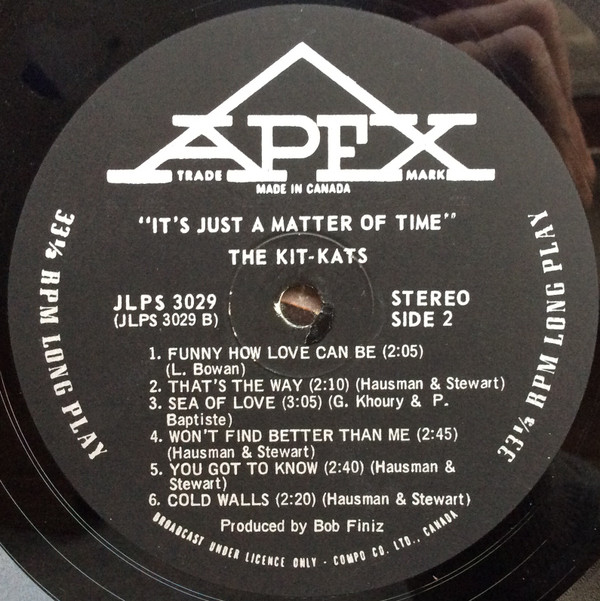 APEX
TRADE MARK
MADE IN CANADA
"IT'S JUST A MATTER OF TIME"
THE KIT-KATS
JLPS 3029
(JLPS 3029 B)
STEREO
SIDE 2
33⅓ RPM LONG PLAY
33⅓ RPM LONG PLAY
1. FUNNY HOW LOVE CAN BE (2:05)
(L. Bowan)
2. THAT'S THE WAY (2:10) (Hausman & Stewart)
3. SEA OF LOVE (3:05) (G. Khoury & P.
Baptiste)
4. WON'T FIND BETTER THAN ME (2:45)
(Hausman & Stewart)
5. YOU GOT TO KNOW (2:40) (Hausman &
Stewart)
6. COLD WALLS (2:20) (Hausman & Stewart)
Produced by Bob Finiz
BROADCAST UNDER LICENCE ONLY - COMPO CO. LTD., CANADA